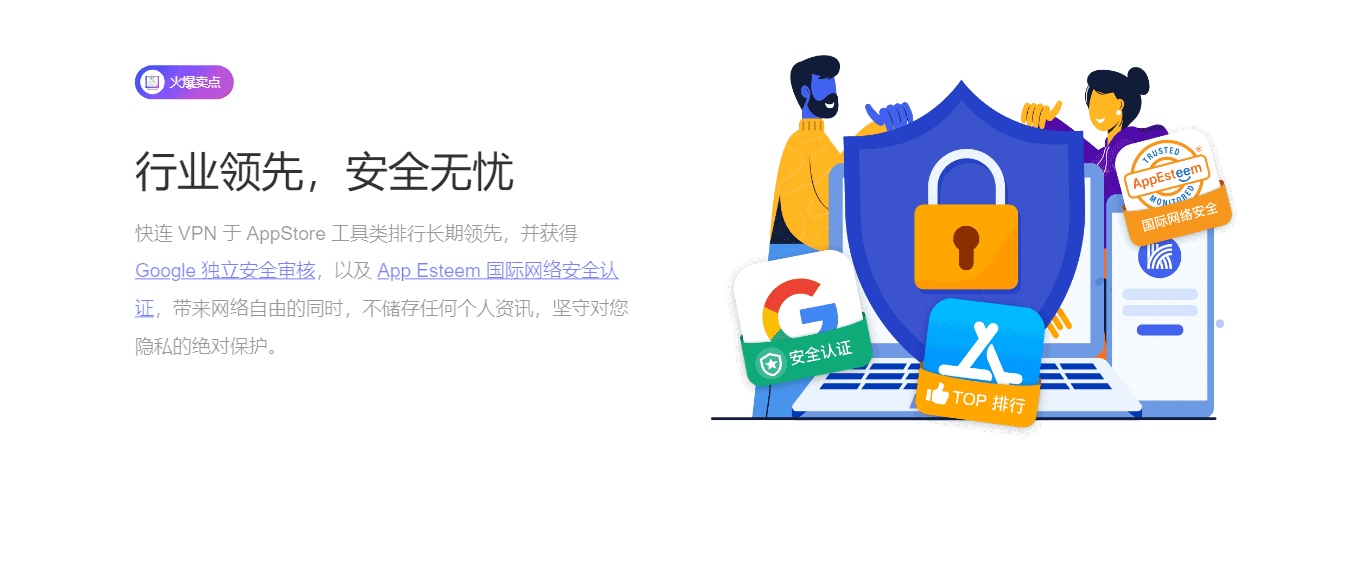 火爆卖点
行业领先，安全无忧
快连 VPN 于 AppStore 工具类排行长期领先，并获得
Google 独立安全审核，以及 App Esteem 国际网络安全认
证，带来网络自由的同时，不储存任何个人资讯，坚守对您
隐私的绝对保护。
TRUSTED
AppEsteem
MONITORED
国际网络安全
安全认证
TOP 排行